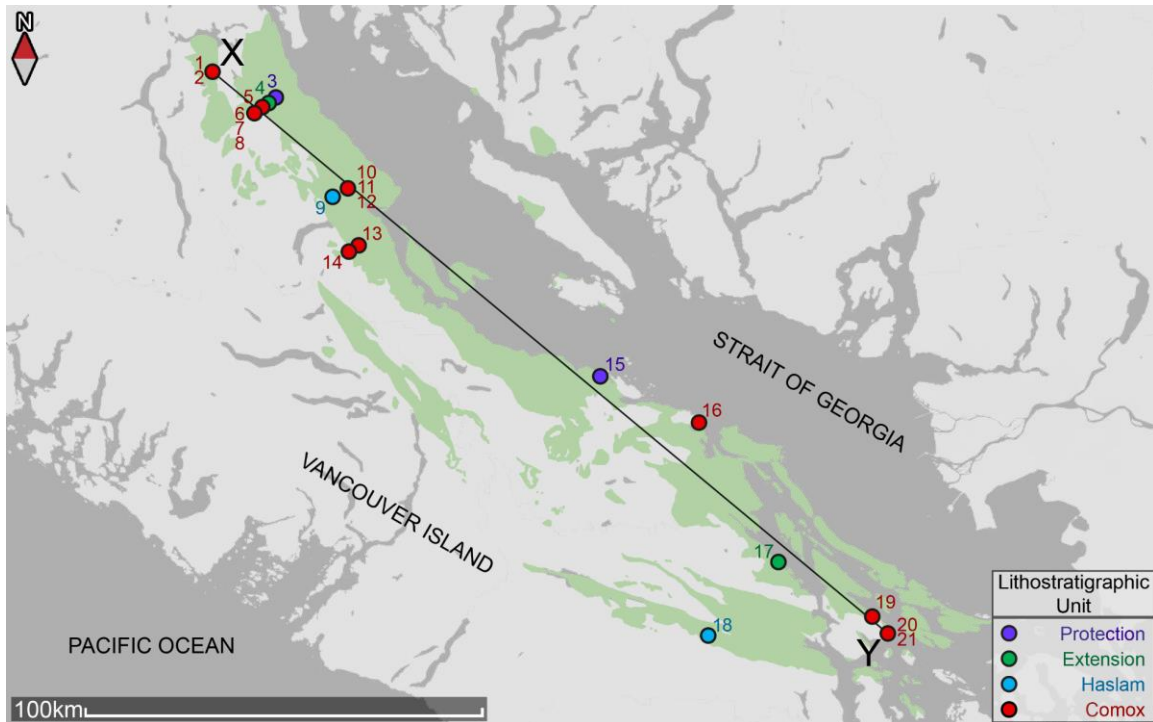 N
X
1
2
3
4
5
6
7
8
9
10
11
12
13
14
15
16
STRAIT OF GEORGIA
VANCOUVER ISLAND
17
18
19
20
21
Y
PACIFIC OCEAN
100km
Lithostratigraphic
Unit
Protection
Extension
Haslam
Comox